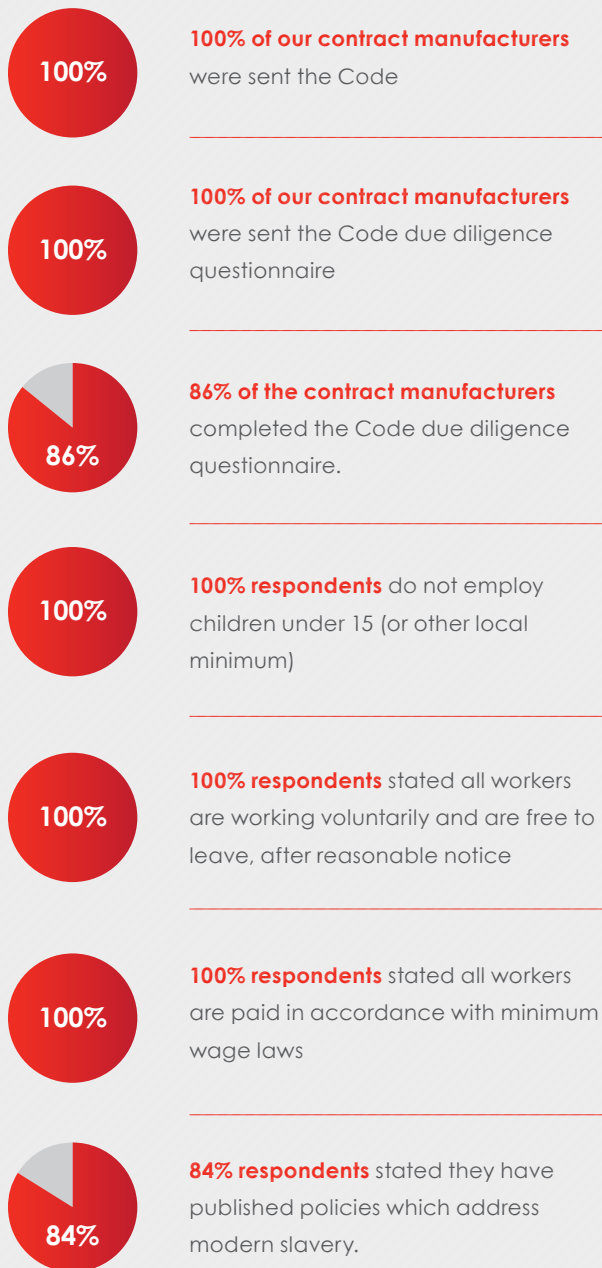 100%
100% of our contract manufacturers
were sent the Code
100%
100% of our contract manufacturers
were sent the Code due diligence
questionnaire
86%
86% of the contract manufacturers
completed the Code due diligence
questionnaire.
100%
100% respondents do not employ
children under 15 (or other local
minimum)
100%
100% respondents stated all workers
are working voluntarily and are free to
leave, after reasonable notice
100%
100% respondents stated all workers
are paid in accordance with minimum
wage laws
84%
84% respondents stated they have
published policies which address
modern slavery.